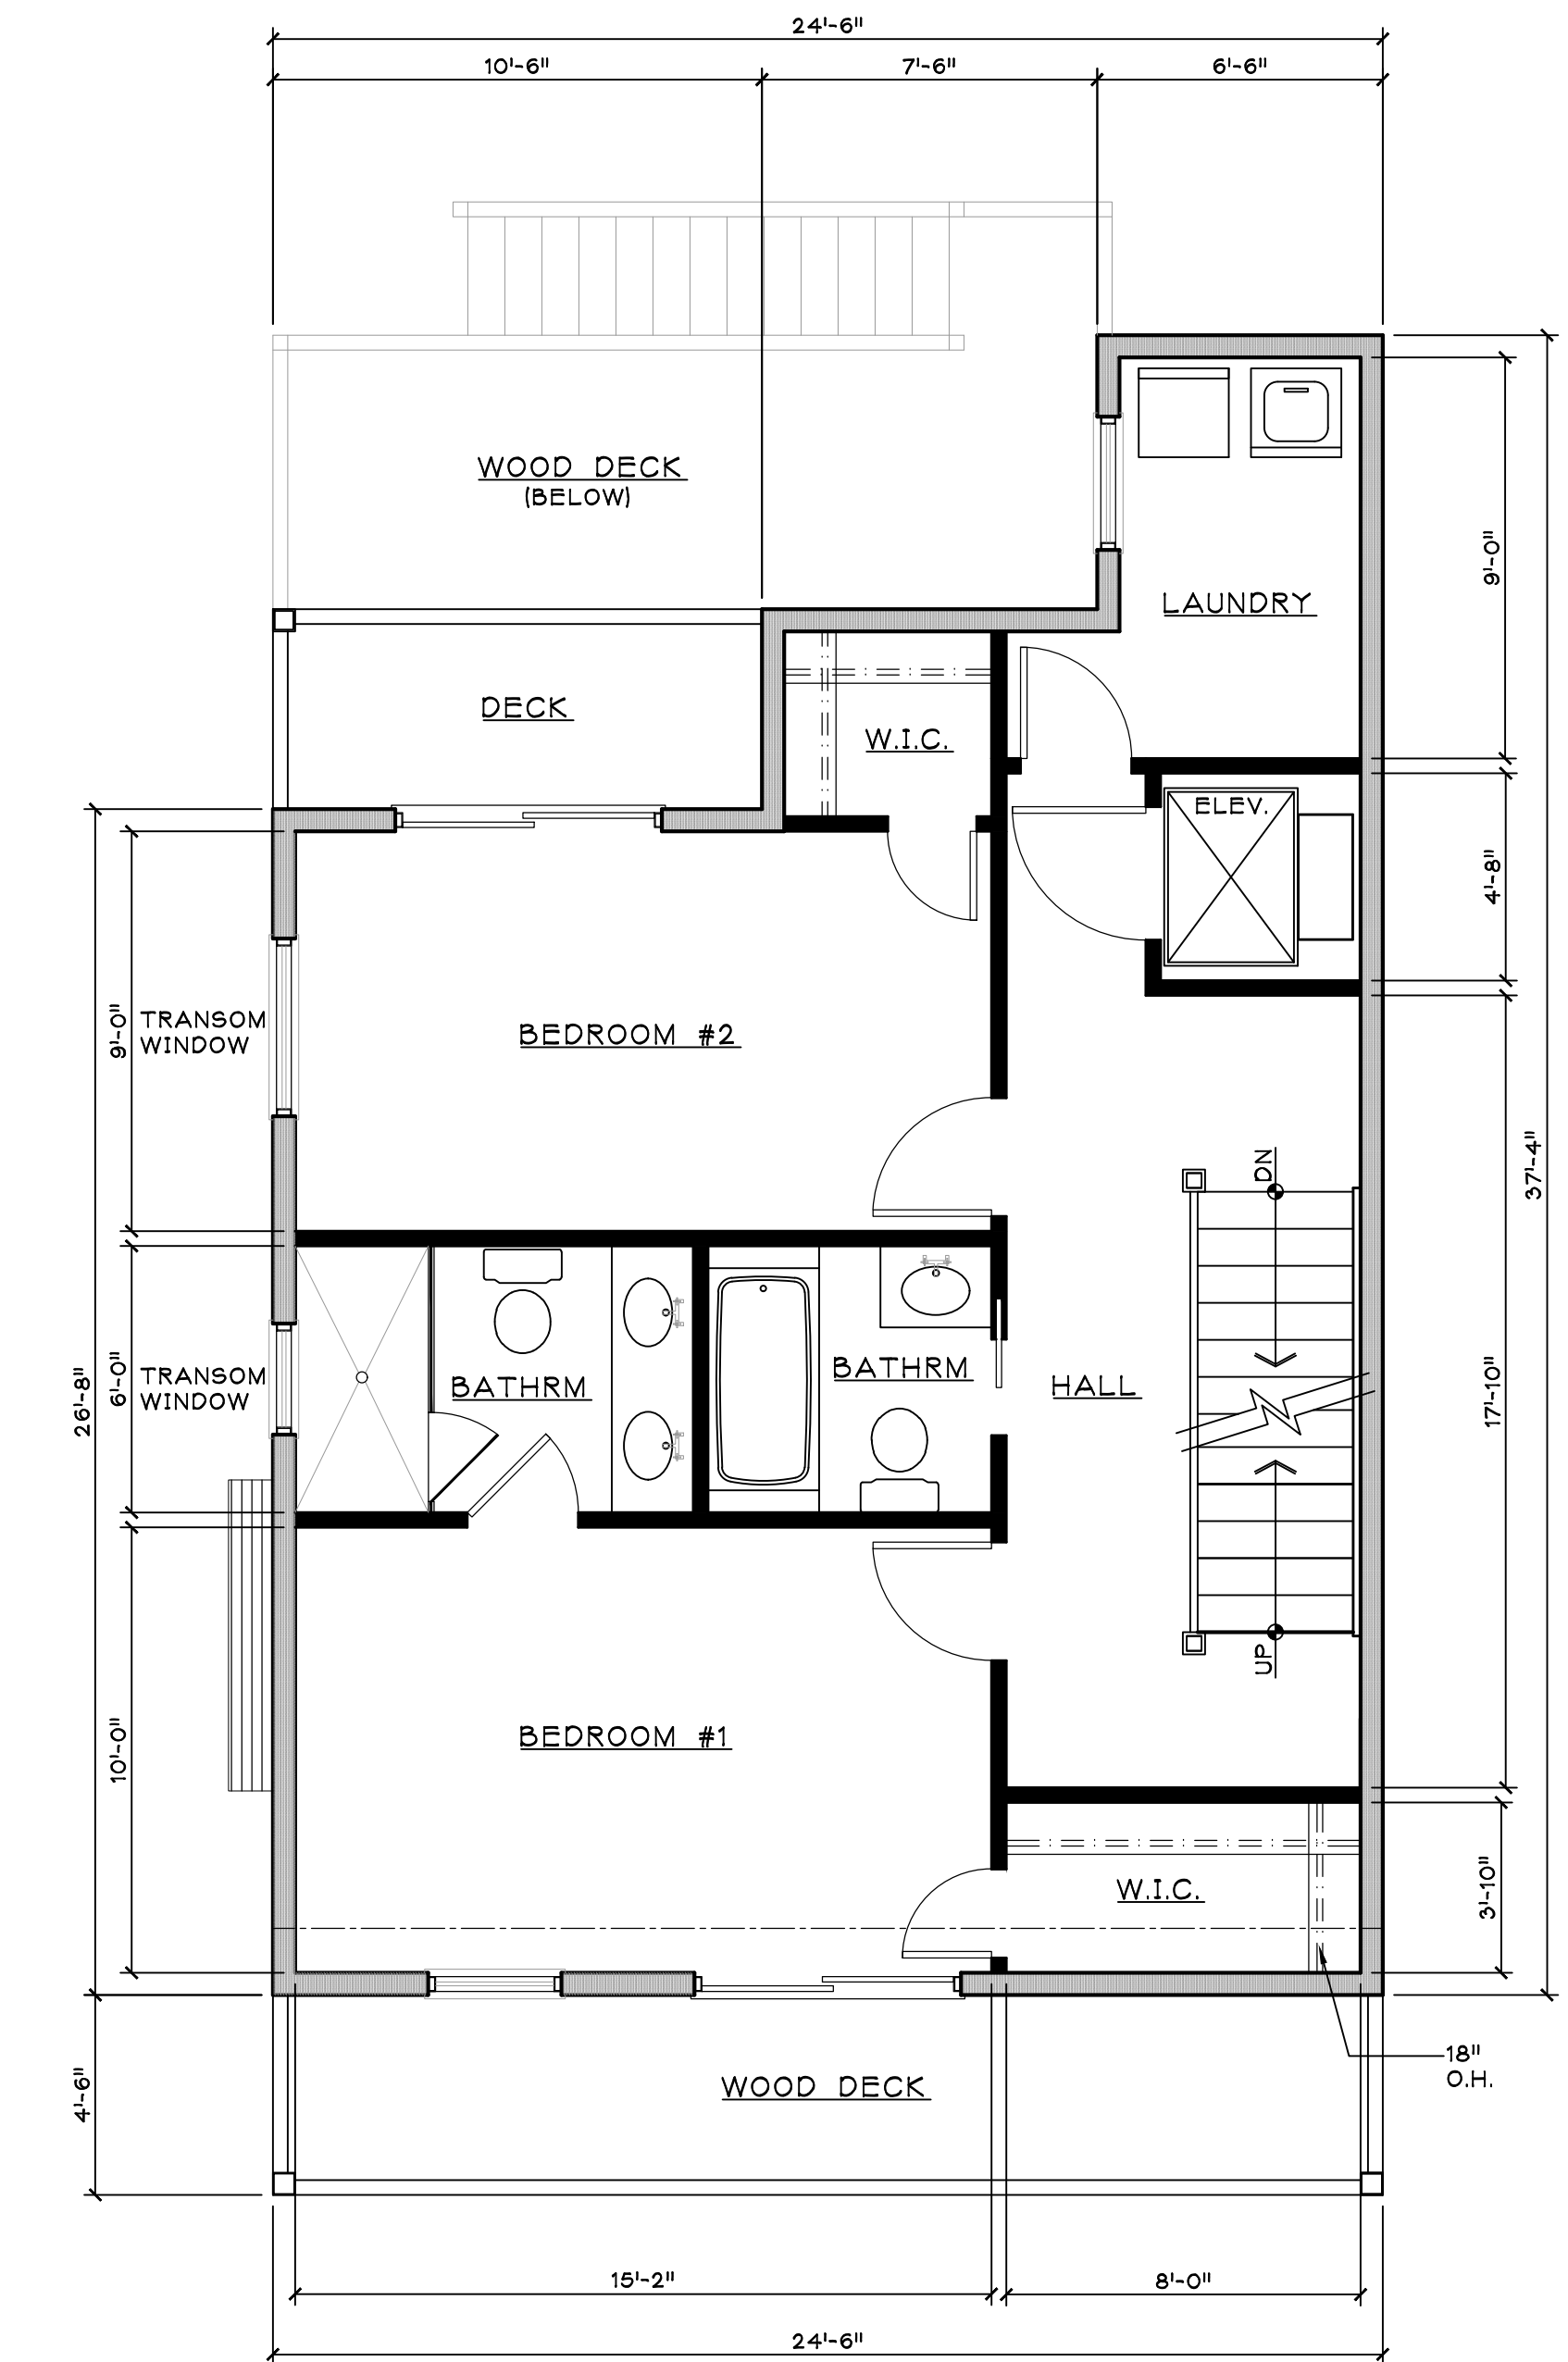 24'-6"
10'-6"
7'-6"
6'-6"
WOOD DECK
(BELOW)
9'-0"
LAUNDRY
DECK
W.I.C.
ELEV.
4'-8"
TRANSOM
WINDOW
9'-0"
BEDROOM #2
DN
37'-4"
26'-8"
6'-0"
TRANSOM
WINDOW
BATHRM
BATHRM
HALL
17'-10"
UP
10'-0"
BEDROOM #1
W.I.C.
3'-10"
4'-6"
WOOD DECK
18"
O.H.
15'-2"
8'-0"
24'-6"